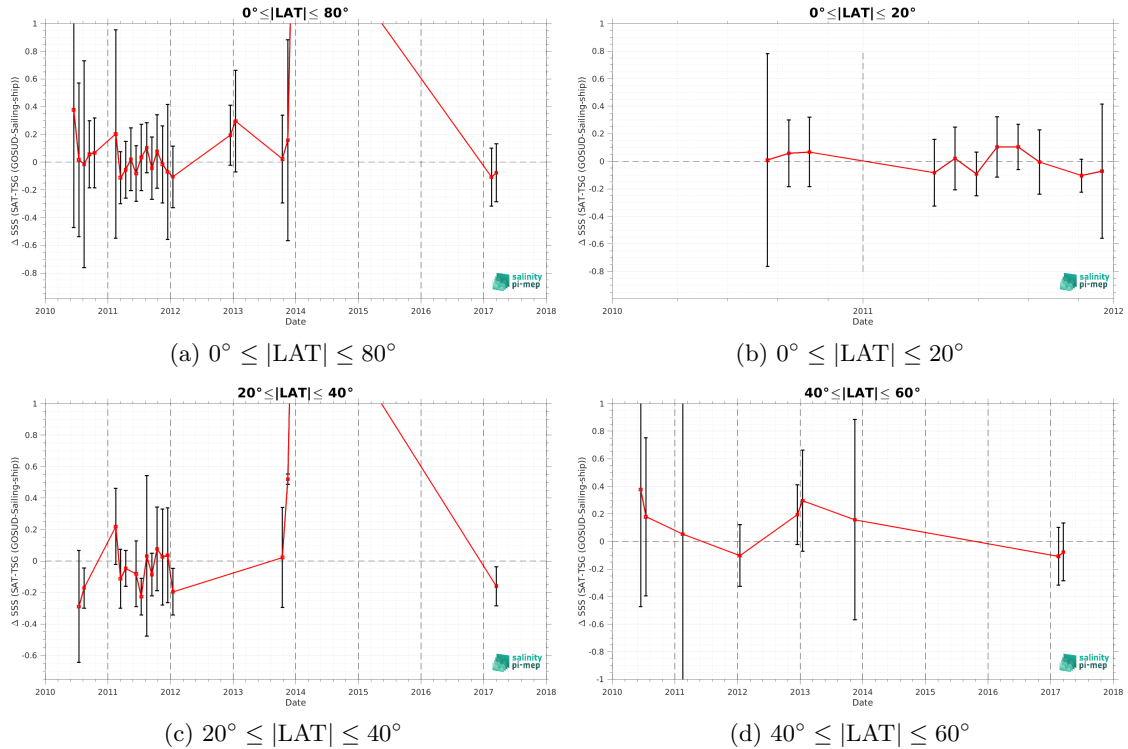 0°≤|LAT|≤ 80°
1
0.8
0.6
0.4
0.2
0
-0.2
-0.4
-0.6
-0.8
Δ SSS (SAT-TSG (GOSUD-Sailing-ship))
2010 2011 2012 2013 2014 2015 2016 2017 2018
Date
salinity
pi-mep
(a) 0° ≤ |LAT| ≤ 80°
0°≤|LAT|≤ 20°
1
0.8
0.6
0.4
0.2
0
-0.2
-0.4
-0.6
-0.8
Δ SSS (SAT-TSG (GOSUD-Sailing-ship))
2010 2011 2012
Date
salinity
pi-mep
(b) 0° ≤ |LAT| ≤ 20°
20°≤|LAT|≤ 40°
1
0.8
0.6
0.4
0.2
0
-0.2
-0.4
-0.6
Δ SSS (SAT-TSG (GOSUD-Sailing-ship))
2010 2011 2012 2013 2014 2015 2016 2017 2018
Date
salinity
pi-mep
(c) 20° ≤ |LAT| ≤ 40°
40°≤|LAT|≤ 60°
1
0.8
0.6
0.4
0.2
0
-0.2
-0.4
-0.6
-0.8
-1
Δ SSS (SAT-TSG (GOSUD-Sailing-ship))
2010 2011 2012 2013 2014 2015 2016 2017 2018
Date
salinity
pi-mep
(d) 40° ≤ |LAT| ≤ 60°